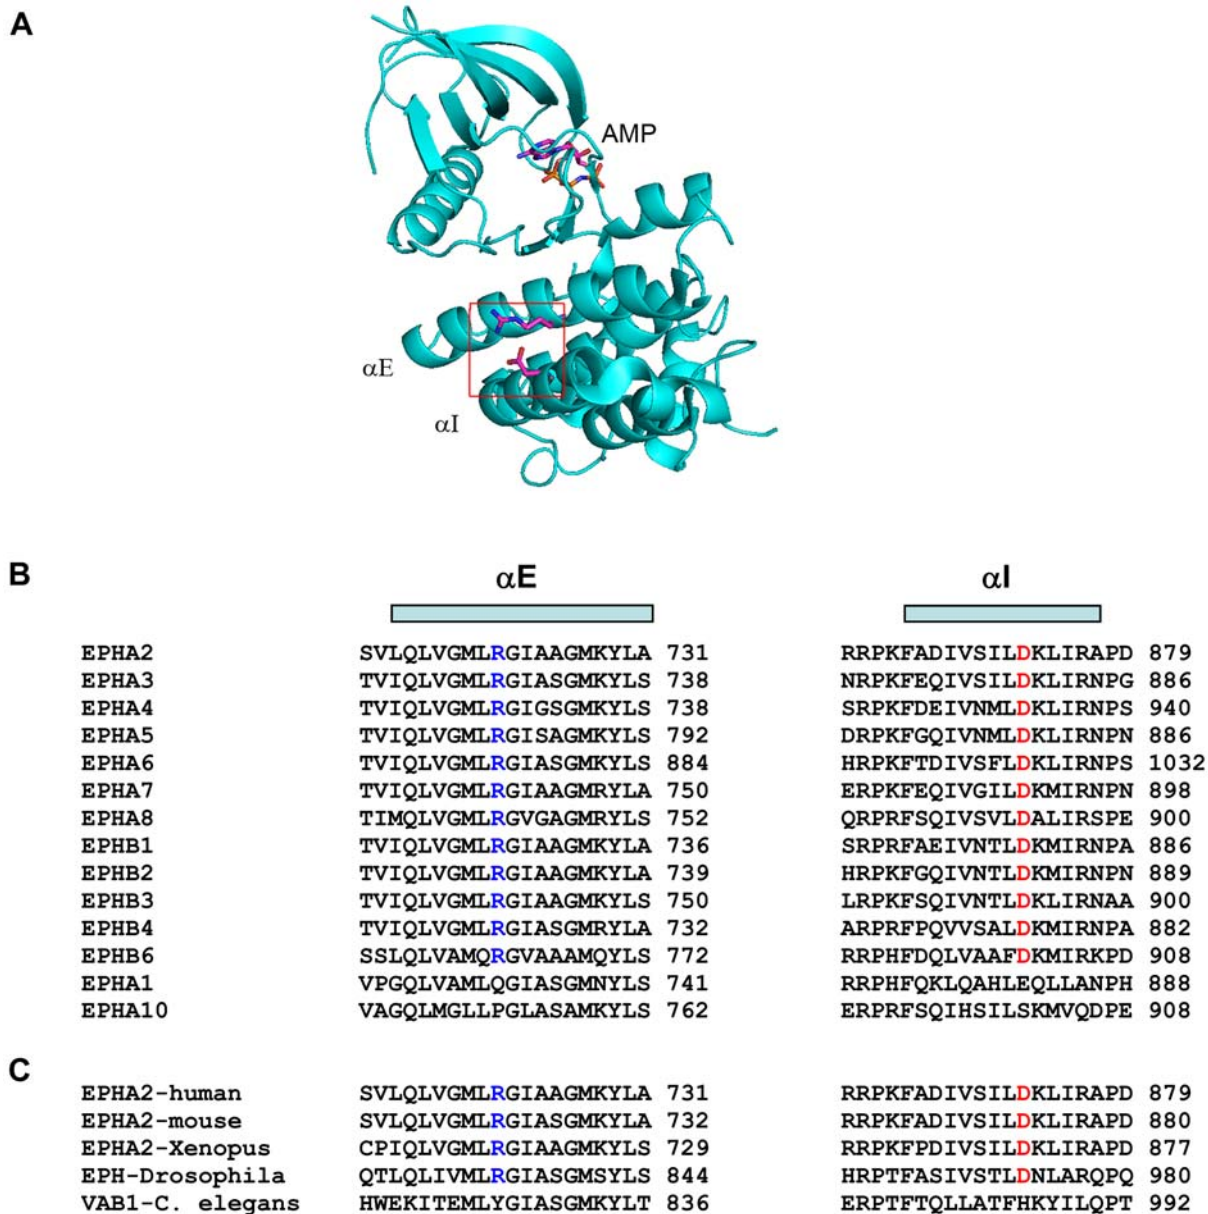 A
AMP
αE
αI
B
αE αI
EPHA2 SVLQLVGMLRGIAAGMKYLA 731 RRPKFADIVSILDKLIRAPD 879
EPHA3 TVIQLVGMLRGIASGMKYLS 738 NRPKFEQIVSILDKLIRNPG 886
EPHA4 TVIQLVGMLRGIGSGMKYLS 738 SRPKFDEIVNMLDKLIRNPS 940
EPHA5 TVIQLVGMLRGISAGMKYLS 792 DRPKFGQIVNMLDKLIRNPN 886
EPHA6 TVIQLVGMLRGIASGMKYLS 884 HRPKFTDIVSFLDKLIRNPS 1032
EPHA7 TVIQLVGMLRGIAAGMRYLA 750 ERPKFEQIVGILDKMIRNPN 898
EPHA8 TIMQLVGMLRGVGAGMRYLS 752 QRPRFSQIVSVLDALIRSPE 900
EPHB1 TVIQLVGMLRGIAAGMKYLA 736 SRPRFAEIVNTLDKMIRNPA 886
EPHB2 TVIQLVGMLRGIAAGMKYLA 739 HRPKFGQIVNTLDKMIRNPN 889
EPHB3 TVIQLVGMLRGIAAGMKYLS 750 LRPKFSQIVNTLDKLIRNAA 900
EPHB4 TVIQLVGMLRGIASGMRYLA 732 ARPRFPQVVSALDKMIRNPA 882
EPHB6 SSLQLVAMQRGVAAAMQYLS 772 RRPHFDQLVAAFDKMIRKPD 908
EPHA1 VPGQLVAMLQGIASGMNYLS 741 RRPHFQKLQAHLEQLLANPH 888
EPHA10 VAGQLMGLLPGLASAMKYLS 762 ERPRFSQIHSILSKMVQDPE 908
C
EPHA2-human SVLQLVGMLRGIAAGMKYLA 731 RRPKFADIVSILDKLIRAPD 879
EPHA2-mouse SVLQLVGMLRGIAAGMKYLA 732 RRPKFADIVSILDKLIRAPD 880
EPHA2-Xenopus CPIQLVGMLRGIAAGMKYLS 729 RRPKFPDIVSILDKLIRAPD 877
EPH-Drosophila QTLQLIVMLRGIASGMSYLS 844 HRPTFASIVSTLDNLARQPQ 980
VAB1-C. elegans HWEKITEMLYGIASGMKYLT 836 ERPTFTQLLATFHKYILQPT 992